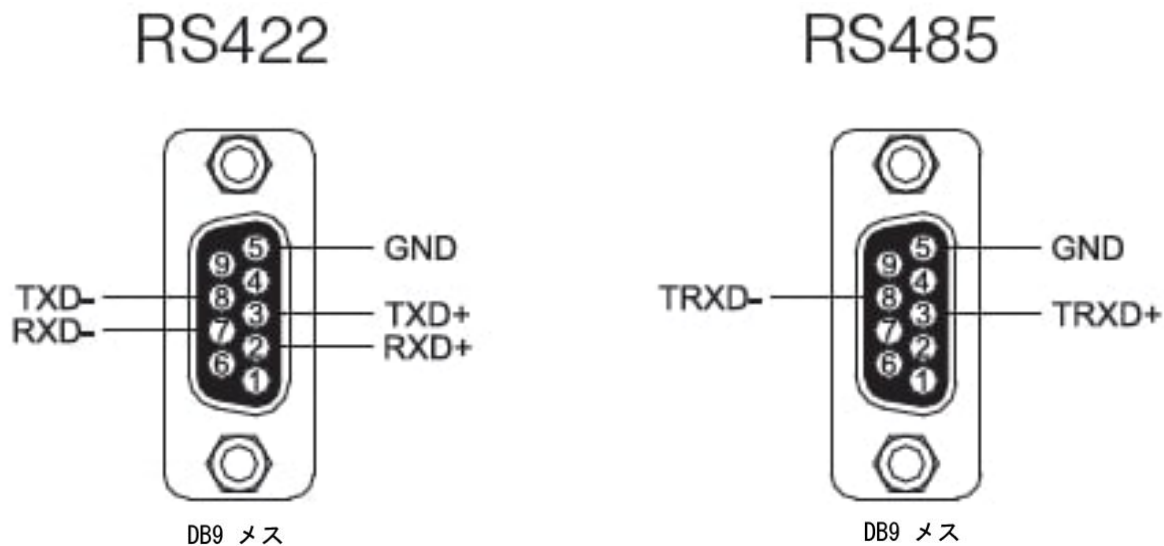 RS422
5
GND
9
4
TXD-
8
3
TXD+
RXD-
7
2
RXD+
6
1
DB9 メス
RS485
5
GND
9
4
TRXD-
8
3
TRXD+
7
2
6
1
DB9 メス